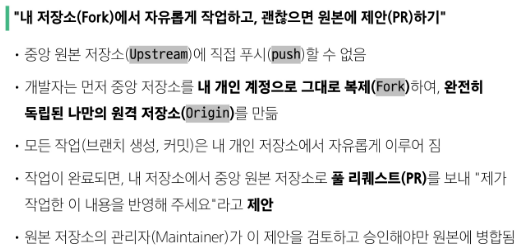 "내 저장소(Fork)에서 자유롭게 작업하고, 괜찮으면 원본에 제안(PR)하기"
• 중앙 원본 저장소(Upstream)에 직접 푸시(push)할 수 없음
• 개발자는 먼저 중앙 저장소를 내 개인 계정으로 그대로 복제(Fork)하여, 완전히
독립된 나만의 원격 저장소(Origin)를 만듦
• 모든 작업(브랜치 생성, 커밋)은 내 개인 저장소에서 자유롭게 이루어 짐
• 작업이 완료되면, 내 저장소에서 중앙 원본 저장소로 풀 리퀘스트(PR)를 보내 "제가
작업한 이 내용을 반영해 주세요"라고 제안
• 원본 저장소의 관리자(Maintainer)가 이 제안을 검토하고 승인해야만 원본에 병합됨